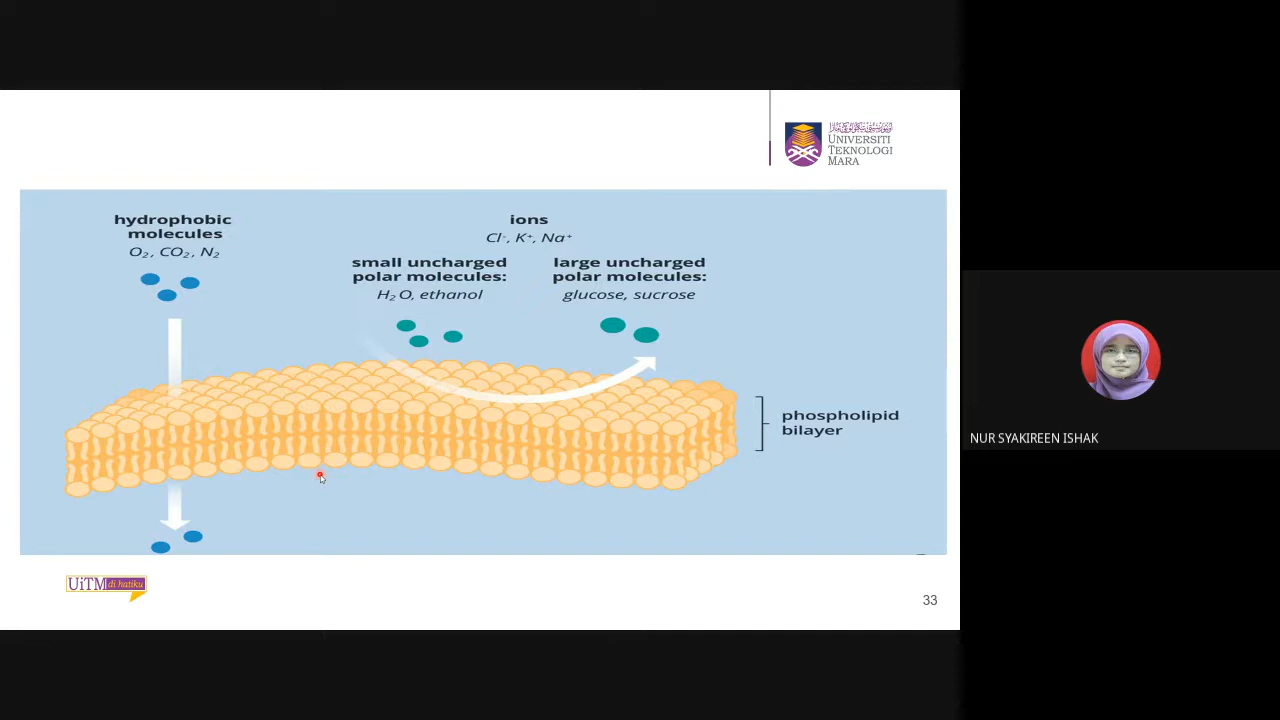 UNIVERSITI
TEKNOLOGI
MARA
hydrophobic
molecules
O₂, CO₂, N₂
ions
Cl⁻, K⁺, Na⁺
small uncharged
polar molecules:
H₂O, ethanol
large uncharged
polar molecules:
glucose, sucrose
phospholipid
bilayer
NUR SYAKIREEN ISHAK
UiTM di hatiku
33